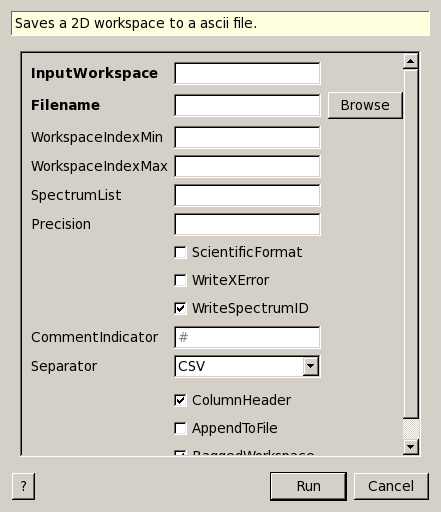 Saves a 2D workspace to a ascii file.
InputWorkspace
Filename Browse
WorkspaceIndexMin
WorkspaceIndexMax
SpectrumList
Precision
ScientificFormat
WriteXError
WriteSpectrumID
CommentIndicator #
Separator CSV
ColumnHeader
AppendToFile
RaggedWorkspace
? Run Cancel